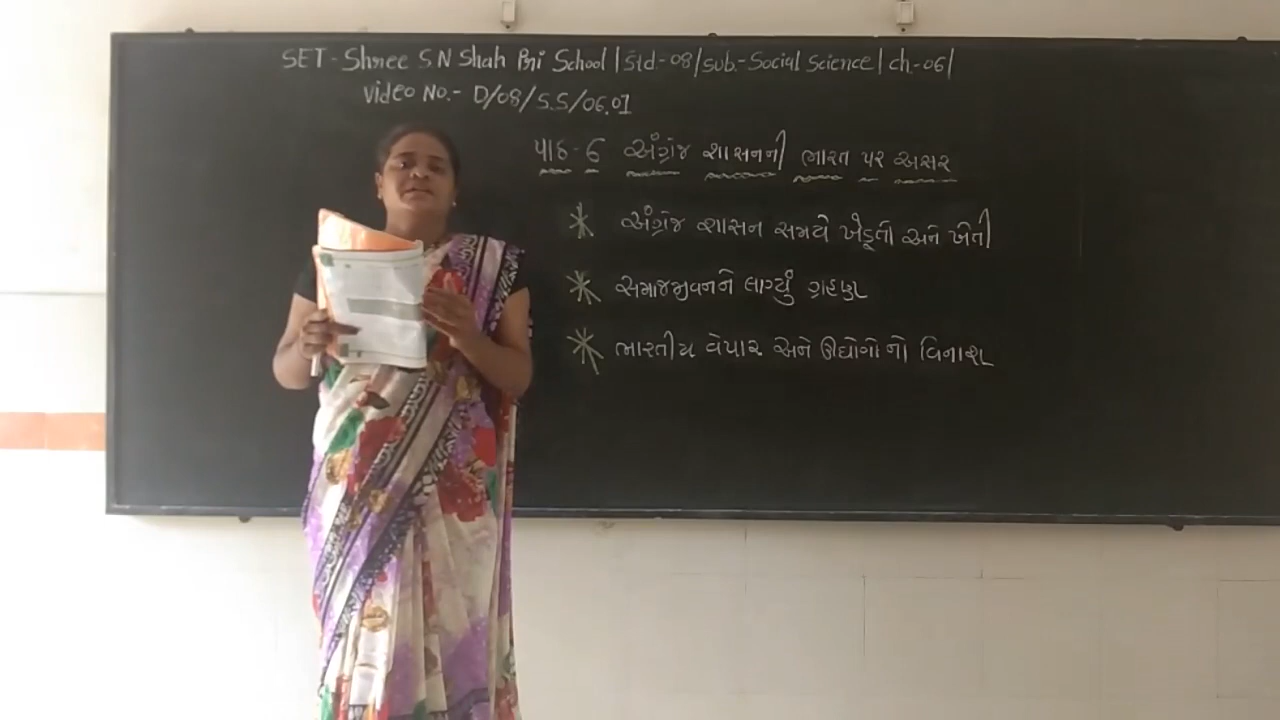 SET - Shree S N Shah Pri School | Std - 08 / Sub. - Social Science | ch. - 06 |
Video No. - D/08/S.S/06.01
પાઠ - 6 અંગ્રેજ શાસનની ભારત પર અસર
અંગ્રેજ શાસન સમયે ખેડૂતો અને ખેતી
સમાજજીવનને લાગ્યું ગ્રહણ
ભારતીય વેપાર અને ઉદ્યોગોનો વિનાશ